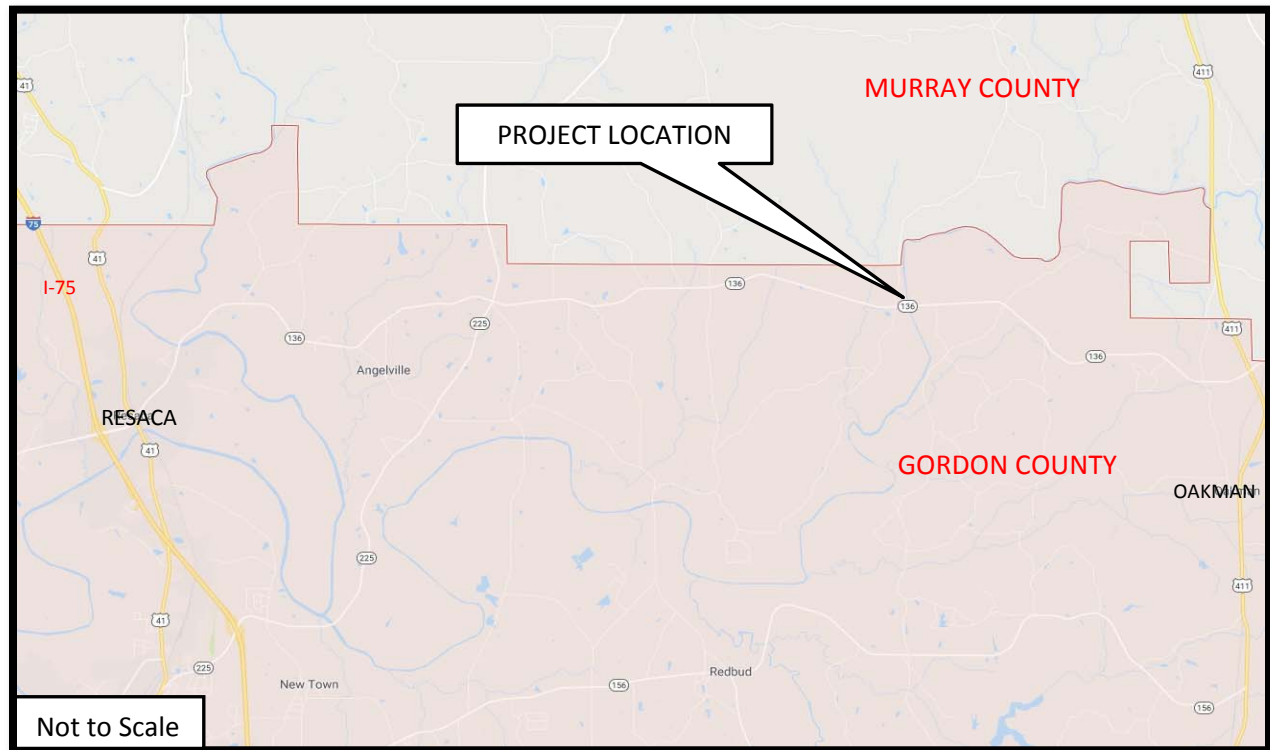 41
MURRAY COUNTY
411
PROJECT LOCATION
75
41
I-75
136
136
225
136
411
136
Angelville
RESACA
41
GORDON COUNTY
OAKMAN
225
411
41
225
New Town
156
Redbud
156
Not to Scale